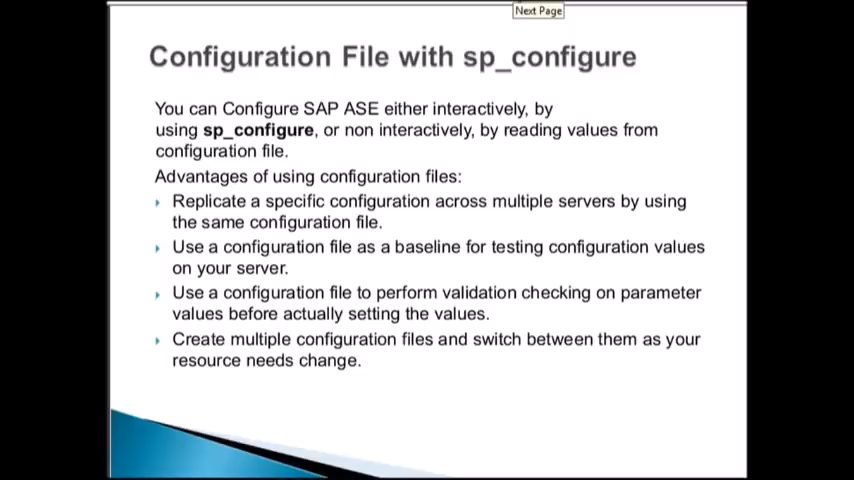 Next Page
Configuration File with sp_configure
You can Configure SAP ASE either interactively, by
using sp_configure, or non interactively, by reading values from
configuration file.
Advantages of using configuration files:
Replicate a specific configuration across multiple servers by using
the same configuration file.
Use a configuration file as a baseline for testing configuration values
on your server.
Use a configuration file to perform validation checking on parameter
values before actually setting the values.
Create multiple configuration files and switch between them as your
resource needs change.